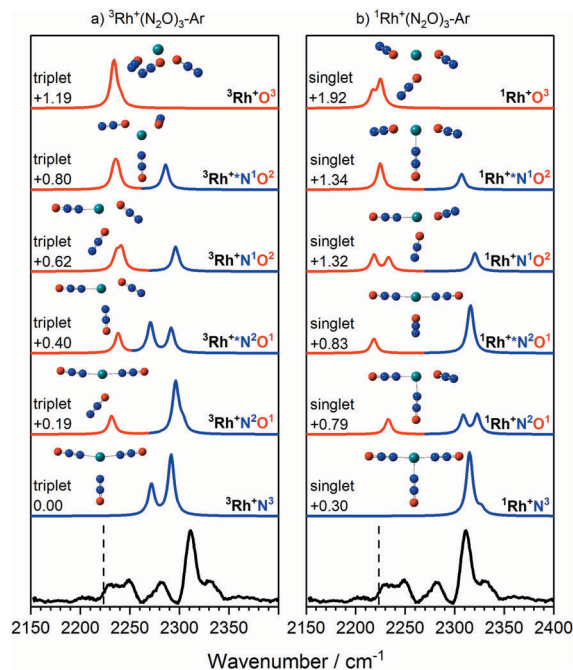 a) ³Rh⁺(N₂O)₃-Ar
triplet
+1.19
³Rh⁺O³
triplet
+0.80
³Rh⁺*N¹O²
triplet
+0.62
³Rh⁺N¹O²
triplet
+0.40
³Rh⁺*N²O¹
triplet
+0.19
³Rh⁺N²O¹
triplet
0.00
³Rh⁺N³
2150 2200 2250 2300 2350
b) ¹Rh⁺(N₂O)₃-Ar
singlet
+1.92
¹Rh⁺O³
singlet
+1.34
¹Rh⁺*N¹O²
singlet
+1.32
¹Rh⁺N¹O²
singlet
+0.83
¹Rh⁺*N²O¹
singlet
+0.79
¹Rh⁺N²O¹
singlet
+0.30
¹Rh⁺N³
2150 2200 2250 2300 2350 2400
Wavenumber / cm⁻¹